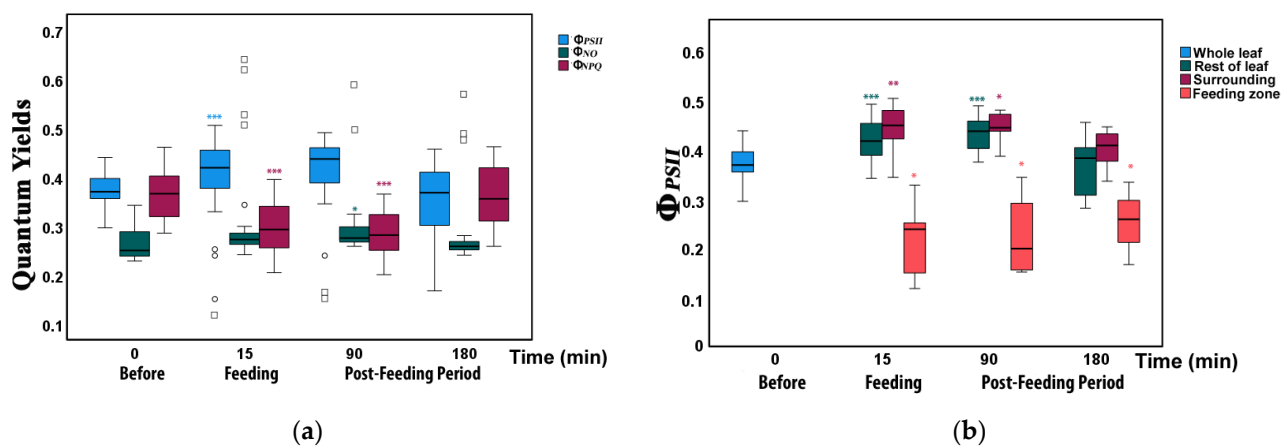 Quantum Yields
0.7
0.6
0.5
0.4
0.3
0.2
0.1
***
***
*
***
ΦPSII
ΦNO
ΦNPQ
0 15 90 180 Time (min)
Before Feeding Post-Feeding Period
(a)
ΦPSII
0.6
0.5
0.4
0.3
0.2
0.1
0
*** **
*
*** *
*
*
Whole leaf
Rest of leaf
Surrounding
Feeding zone
0 15 90 180 Time (min)
Before Feeding Post-Feeding Period
(b)